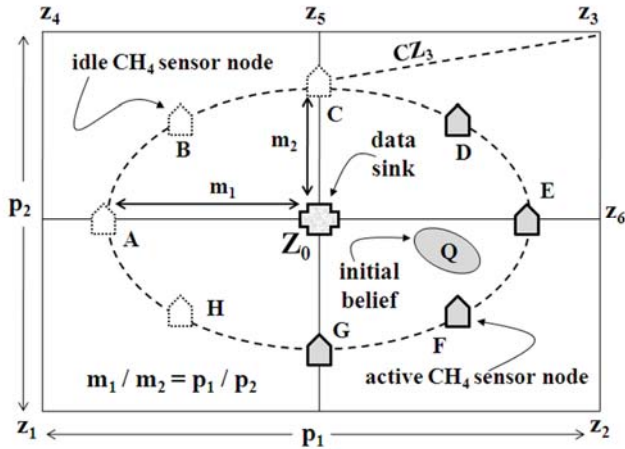 z4 z5 z3
idle CH4 sensor node
CZ3
C
B
D
m2
data sink
p2
m1
E
A
Z0
z6
Q
initial belief
H
G
F
m1 / m2 = p1 / p2
active CH4 sensor node
z1 p1 z2